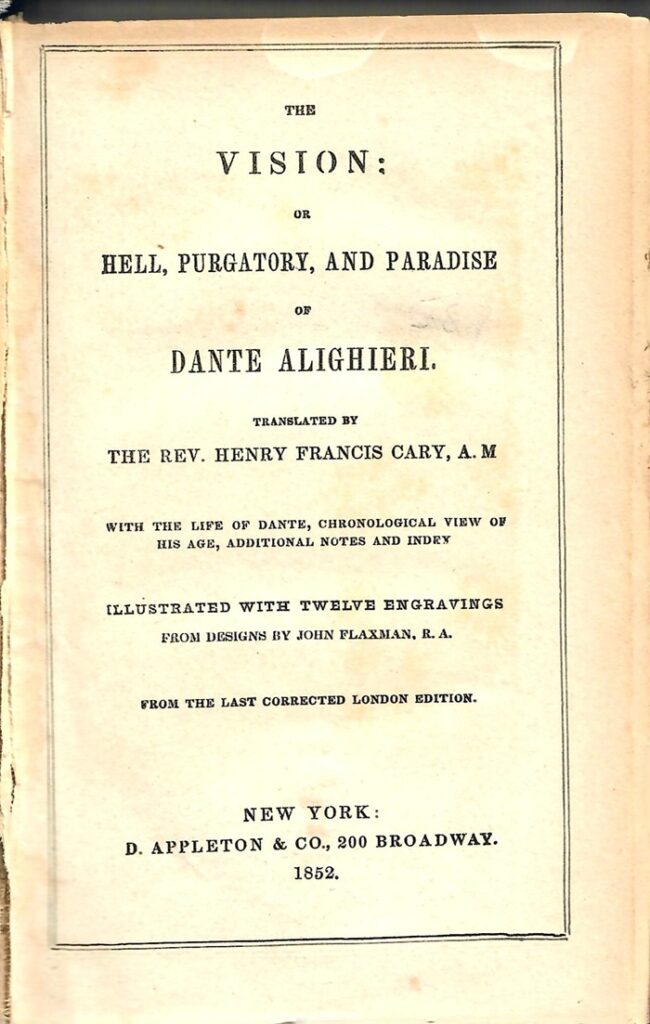 THE
VISION:
OR
HELL, PURGATORY, AND PARADISE
OF
DANTE ALIGHIERI.
TRANSLATED BY
THE REV. HENRY FRANCIS CARY, A. M
WITH THE LIFE OF DANTE, CHRONOLOGICAL VIEW OF
HIS AGE, ADDITIONAL NOTES AND INDEX
ILLUSTRATED WITH TWELVE ENGRAVINGS
FROM DESIGNS BY JOHN FLAXMAN, R. A.
FROM THE LAST CORRECTED LONDON EDITION.
NEW YORK:
D. APPLETON & CO., 200 BROADWAY.
1852.